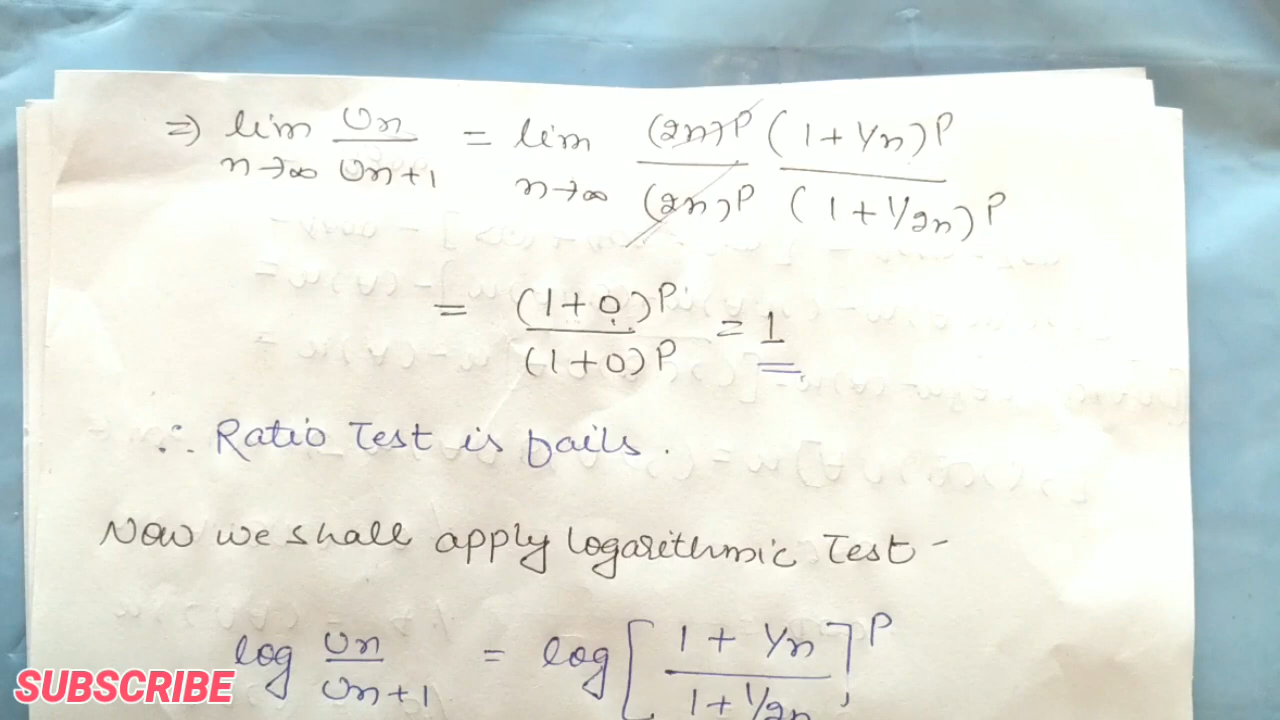 ⇒ lim n→∞ Un/Un+1 = lim n→∞ (2n)^P (1 + 1/n)^P / (2n)^P (1 + 1/2n)^P
= (1+0)^P / (1+0)^P = 1
∴ Ratio Test is fails.
Now we shall apply logarithmic Test -
log Un/Un+1 = log [ 1 + 1/n / 1 + 1/2n ]^P
SUBSCRIBE